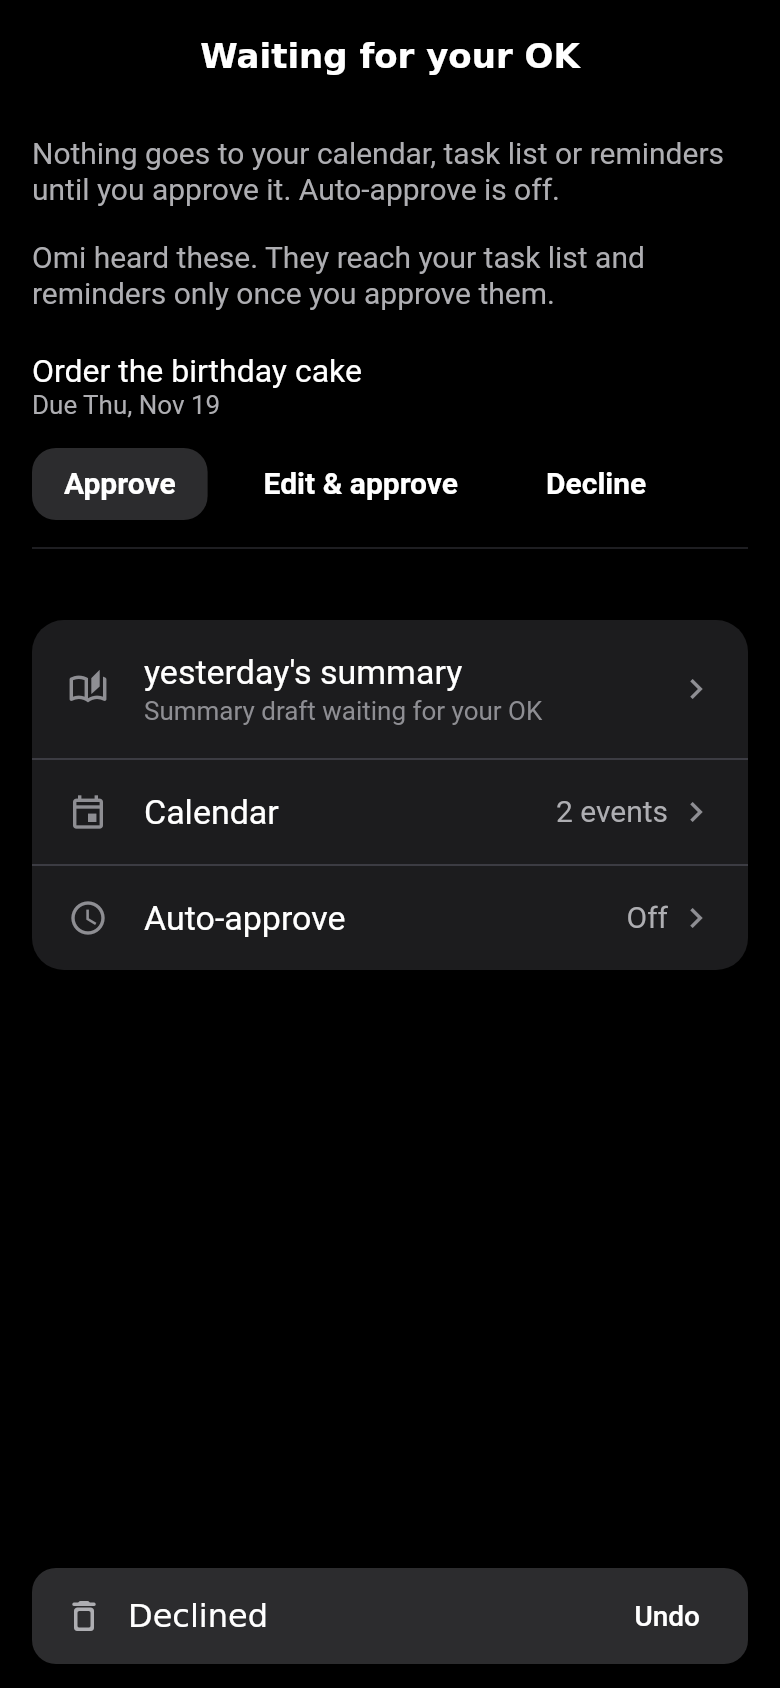 Waiting for your OK
Nothing goes to your calendar, task list or reminders
until you approve it. Auto-approve is off.
Omi heard these. They reach your task list and
reminders only once you approve them.
Order the birthday cake
Due Thu, Nov 19
Approve Edit & approve Decline
yesterday's summary
Summary draft waiting for your OK
Calendar 2 events
Auto-approve Off
Declined Undo